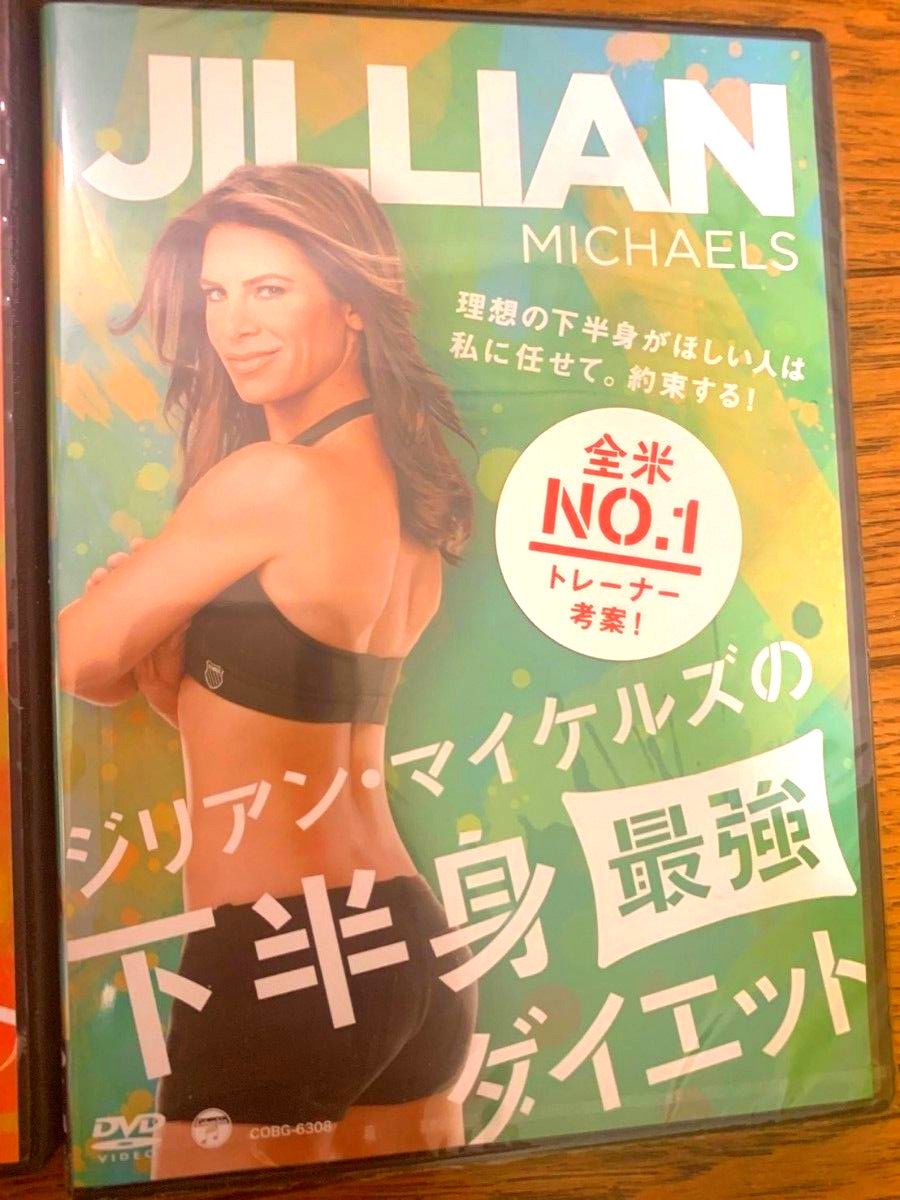 JILLIAN
MICHAELS
理想の下半身がほしい人は
私に任せて。約束する!
全米
NO.1
トレーナー
考案!
ジリアン・マイケルズの
下半身 最強
ダイエット
DVD
VIDEO
COBG-6308